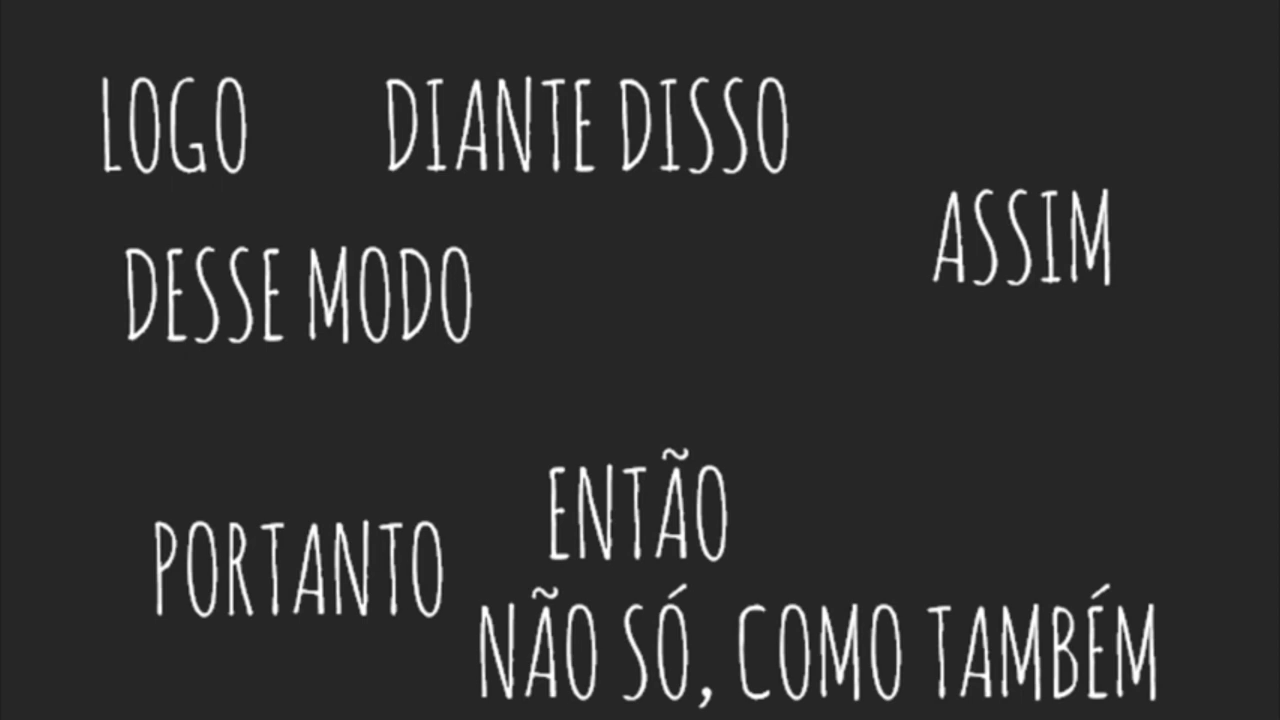 LOGO
DIANTE DISSO
ASSIM
DESSE MODO
ENTÃO
PORTANTO
NÃO SÓ, COMO TAMBÉM